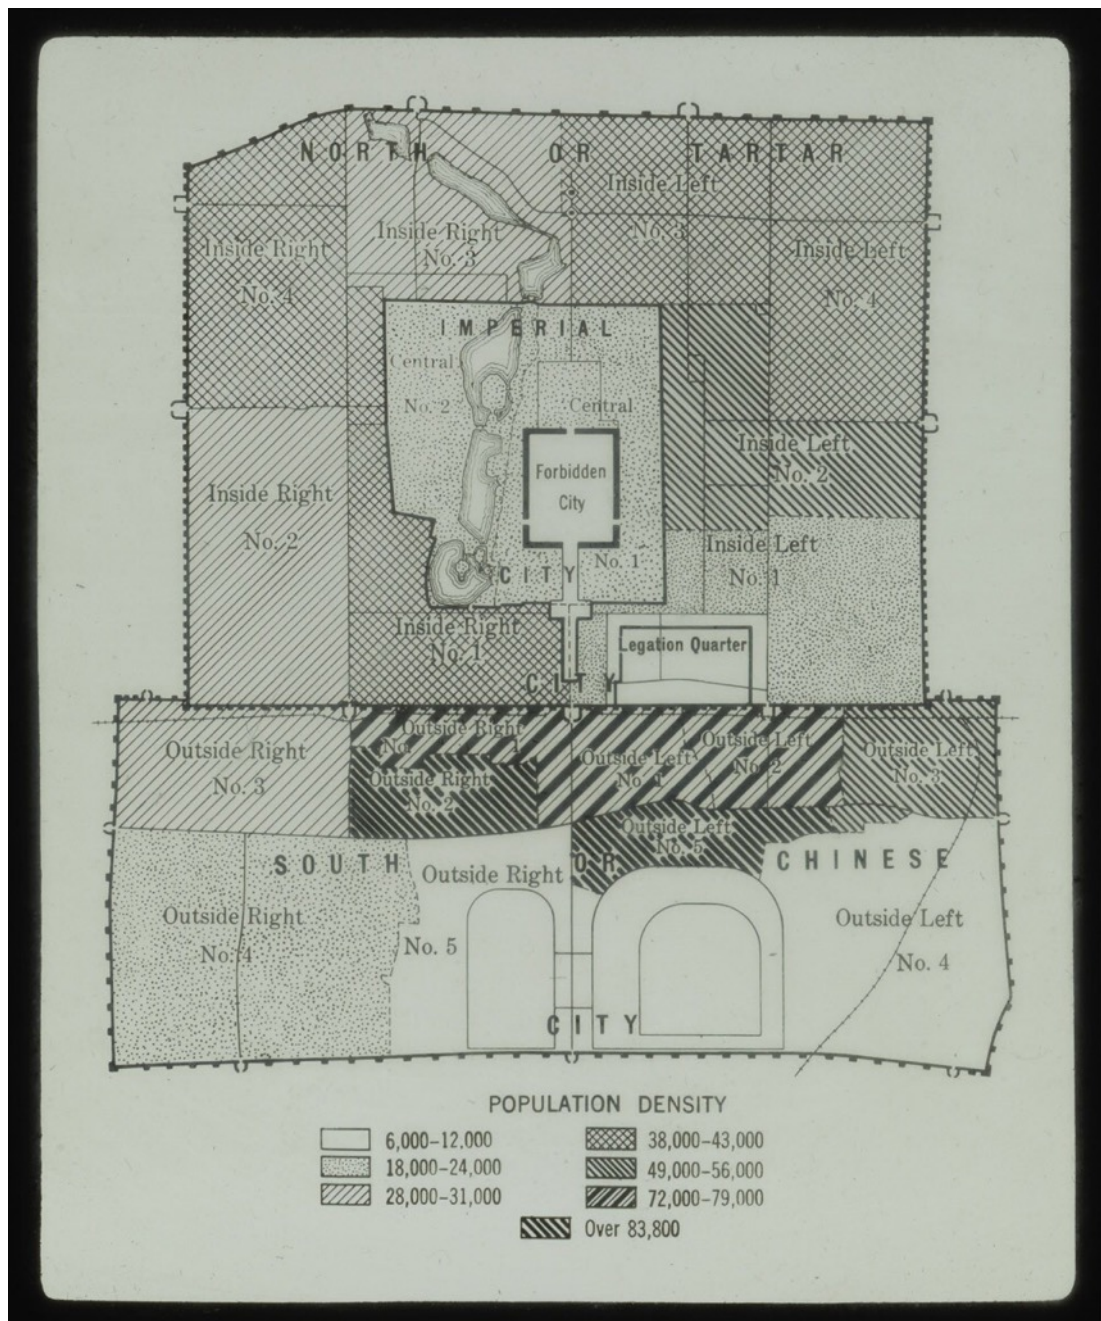 NORTH OR TARTAR
Inside Left
No. 3
Inside Right
No. 3
Inside Right
No. 4
Inside Left
No. 4
IMPERIAL
Central
No. 2
Central
Forbidden
City
Inside Left
No. 2
Inside Right
No. 2
Inside Left
No. 1
No. 1
CITY
Inside Right
No. 1
Legation Quarter
CITY
Outside Right
No.
Outside Left
No. 1
Outside Left
No. 2
Outside Left
No. 3
Outside Right
No. 3
Outside Right
No. 2
Outside Left
No. 5
SOUTH OR CHINESE
Outside Right
No. 5
Outside Right
No. 4
Outside Left
No. 4
CITY
POPULATION DENSITY
6,000–12,000
18,000–24,000
28,000–31,000
38,000–43,000
49,000–56,000
72,000–79,000
Over 83,800